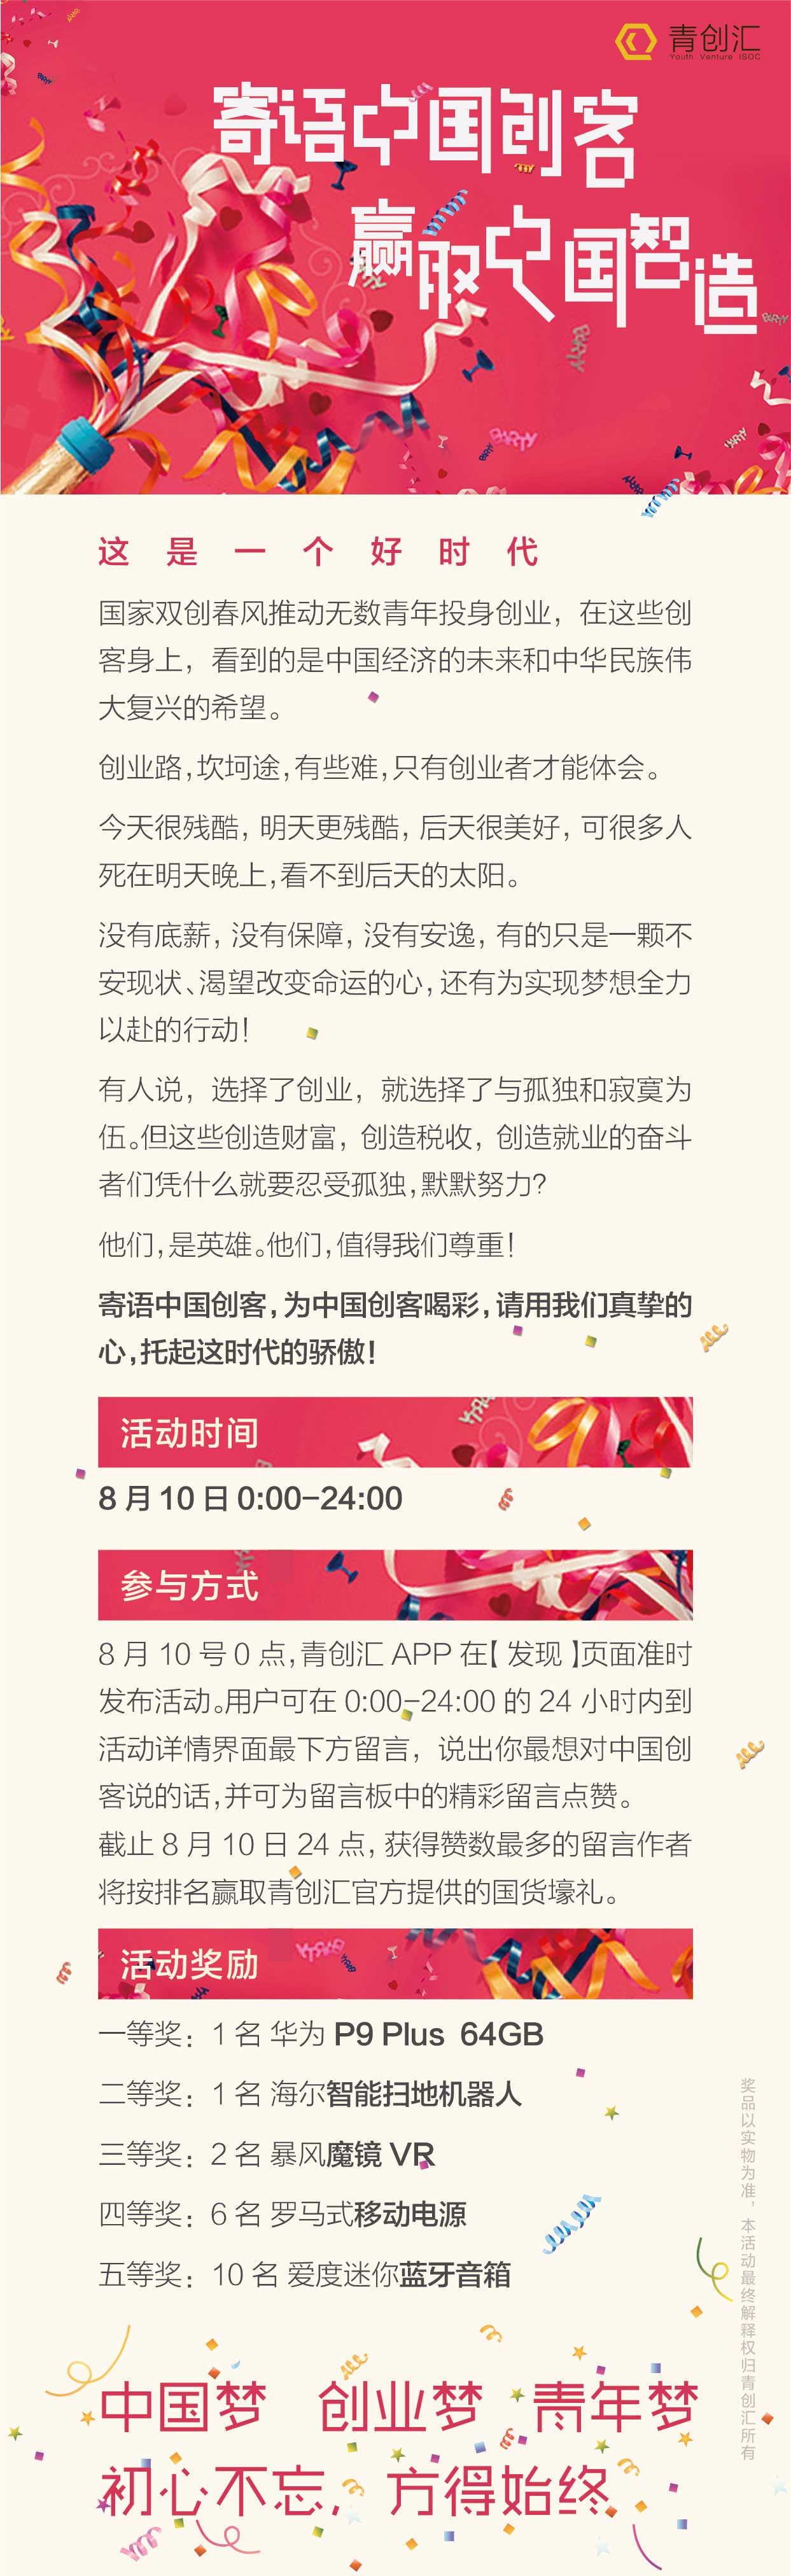 青创汇
Youth Venture ISOC
寄语中国创客
赢取中国智造
这是一个好时代
国家双创春风推动无数青年投身创业，在这些创
客身上，看到的是中国经济的未来和中华民族伟
大复兴的希望。
创业路，坎坷途，有些难，只有创业者才能体会。
今天很残酷，明天更残酷，后天很美好，可很多人
死在明天晚上，看不到后天的太阳。
没有底薪，没有保障，没有安逸，有的只是一颗不
安现状、渴望改变命运的心，还有为实现梦想全力
以赴的行动！
有人说，选择了创业，就选择了与孤独和寂寞为
伍。但这些创造财富，创造税收，创造就业的奋斗
者们凭什么就要忍受孤独，默默努力？
他们，是英雄。他们，值得我们尊重！
寄语中国创客，为中国创客喝彩，请用我们真挚的
心，托起这时代的骄傲！
活动时间
8月10日0:00-24:00
参与方式
8月10号0点，青创汇APP在【发现】页面准时
发布活动。用户可在0:00-24:00的24小时内到
活动详情界面最下方留言，说出你最想对中国创
客说的话，并可为留言板中的精彩留言点赞。
截止8月10日24点，获得赞数最多的留言作者
将按排名赢取青创汇官方提供的国货壕礼。
活动奖励
一等奖：1名 华为 P9 Plus 64GB
二等奖：1名 海尔智能扫地机器人
三等奖：2名 暴风魔镜 VR
四等奖：6名 罗马式移动电源
五等奖：10名 爱度迷你蓝牙音箱
奖品以实物为准，本活动最终解释权归青创汇所有
中国梦 创业梦 青年梦
初心不忘，方得始终